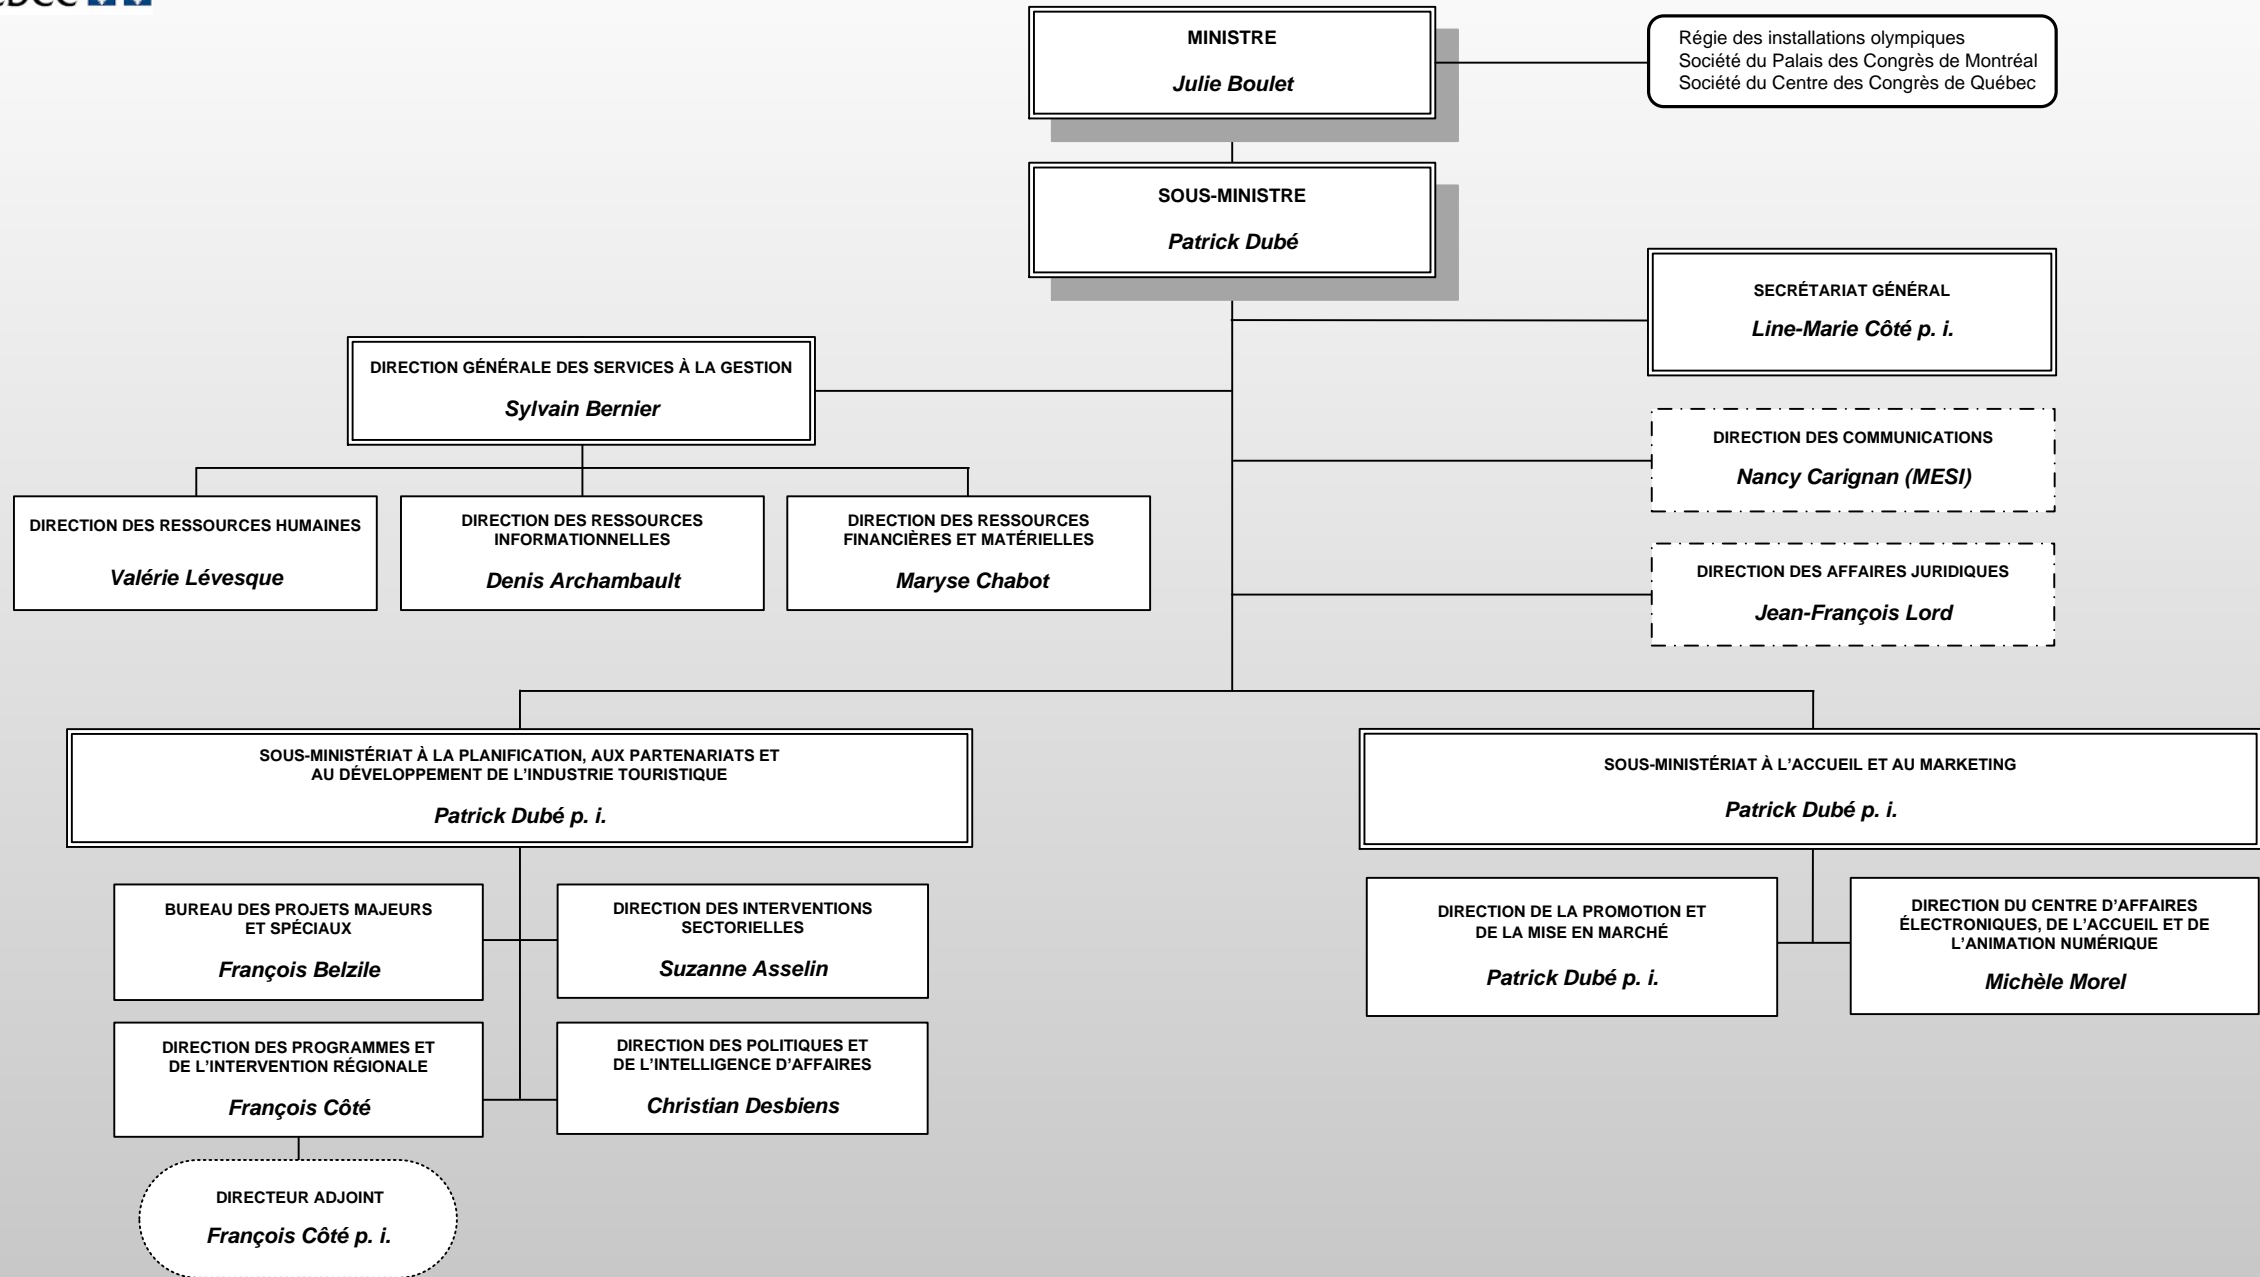 MINISTRE
Julie Boulet
Régie des installations olympiques
Société du Palais des Congrès de Montréal
Société du Centre des Congrès de Québec
SOUS-MINISTRE
Patrick Dubé
SECRÉTARIAT GÉNÉRAL
Line-Marie Côté p. i.
DIRECTION GÉNÉRALE DES SERVICES À LA GESTION
Sylvain Bernier
DIRECTION DES COMMUNICATIONS
Nancy Carignan (MESI)
DIRECTION DES RESSOURCES HUMAINES
Valérie Lévesque
DIRECTION DES RESSOURCES
INFORMATIONNELLES
Denis Archambault
DIRECTION DES RESSOURCES
FINANCIÈRES ET MATÉRIELLES
Maryse Chabot
DIRECTION DES AFFAIRES JURIDIQUES
Jean-François Lord
SOUS-MINISTÉRIAT À LA PLANIFICATION, AUX PARTENARIATS ET
AU DÉVELOPPEMENT DE L’INDUSTRIE TOURISTIQUE
Patrick Dubé p. i.
SOUS-MINISTÉRIAT À L’ACCUEIL ET AU MARKETING
Patrick Dubé p. i.
BUREAU DES PROJETS MAJEURS
ET SPÉCIAUX
François Belzile
DIRECTION DES INTERVENTIONS
SECTORIELLES
Suzanne Asselin
DIRECTION DE LA PROMOTION ET
DE LA MISE EN MARCHÉ
Patrick Dubé p. i.
DIRECTION DU CENTRE D’AFFAIRES
ÉLECTRONIQUES, DE L’ACCUEIL ET DE
L’ANIMATION NUMÉRIQUE
Michèle Morel
DIRECTION DES PROGRAMMES ET
DE L’INTERVENTION RÉGIONALE
François Côté
DIRECTION DES POLITIQUES ET
DE L’INTELLIGENCE D’AFFAIRES
Christian Desbiens
DIRECTEUR ADJOINT
François Côté p. i.